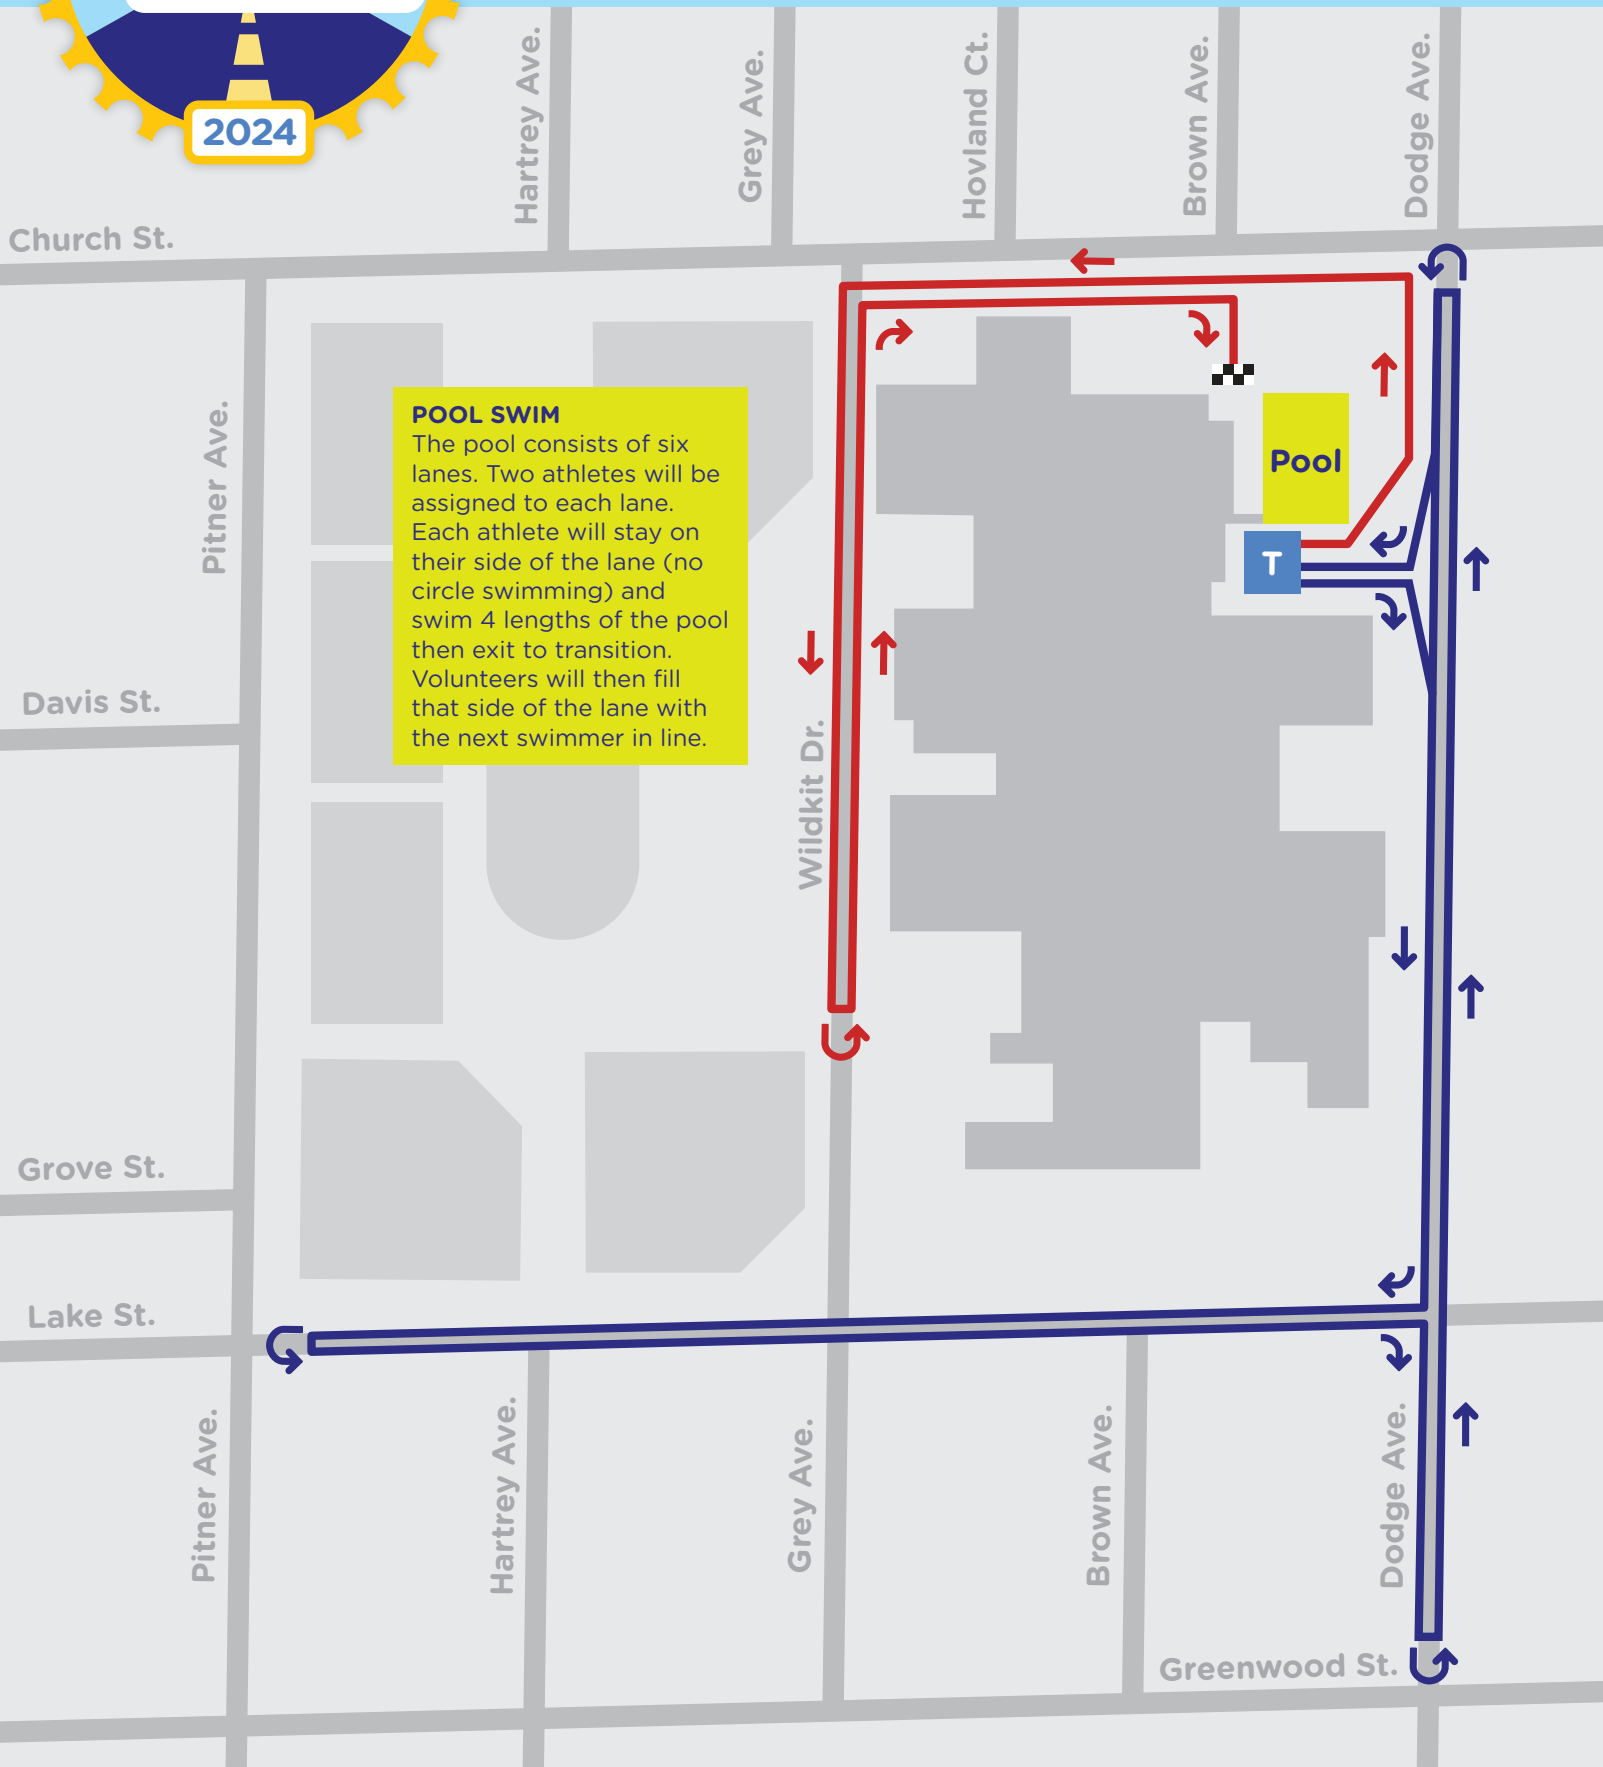 2024
Hartrey Ave.
Grey Ave.
Hovland Ct.
Brown Ave.
Dodge Ave.
Church St.
Pitner Ave.
POOL SWIM
The pool consists of six
lanes. Two athletes will be
assigned to each lane.
Each athlete will stay on
their side of the lane (no
circle swimming) and
swim 4 lengths of the pool
then exit to transition.
Volunteers will then fill
that side of the lane with
the next swimmer in line.
Pool
T
Davis St.
Wildkit Dr.
Grove St.
Lake St.
Pitner Ave.
Hartrey Ave.
Grey Ave.
Brown Ave.
Dodge Ave.
Greenwood St.